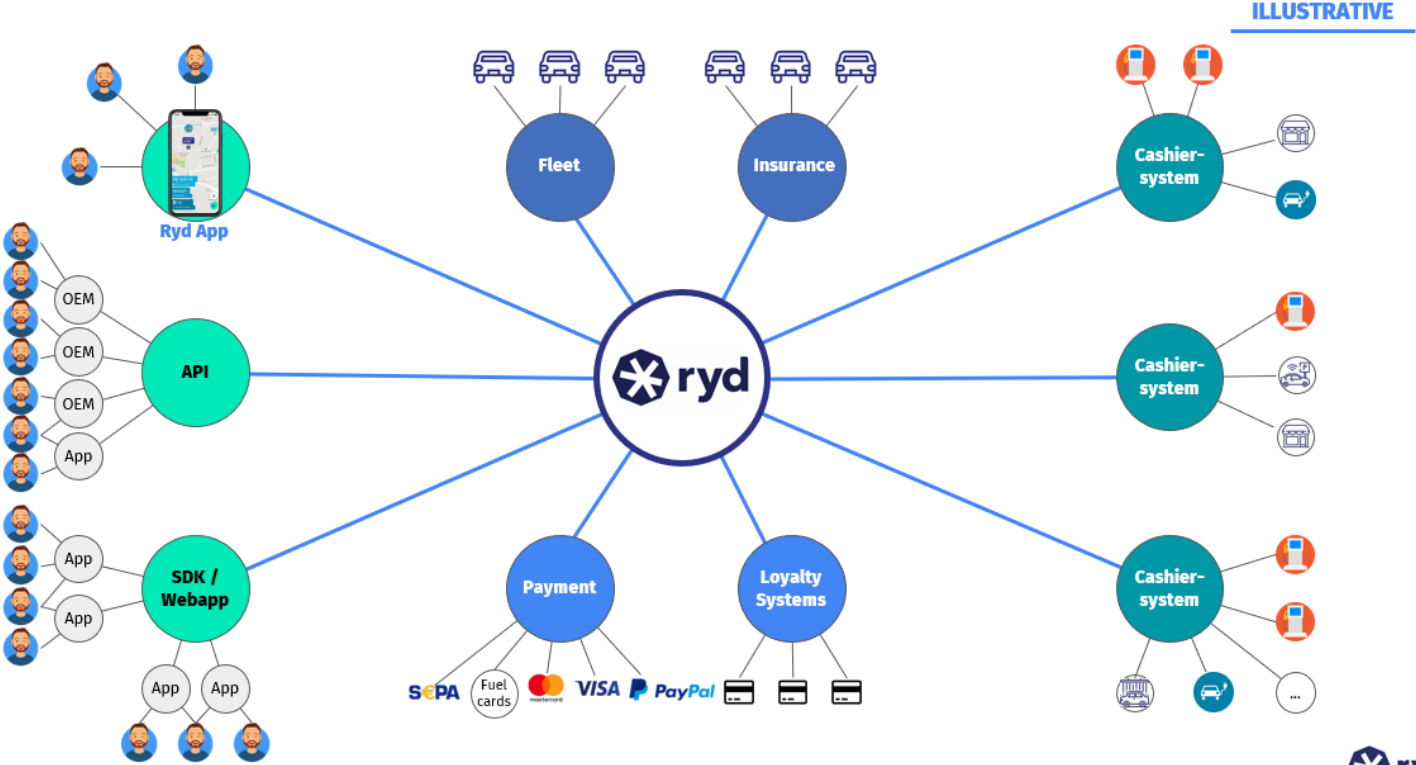 ILLUSTRATIVE
Fleet
Insurance
Cashier-
system
Ryd App
OEM
OEM
OEM
App
API
ryd
Cashier-
system
App
App
SDK /
Webapp
App
App
Payment
Loyalty
Systems
Cashier-
system
S€PA
Fuel
cards
mastercard
VISA
PayPal
...